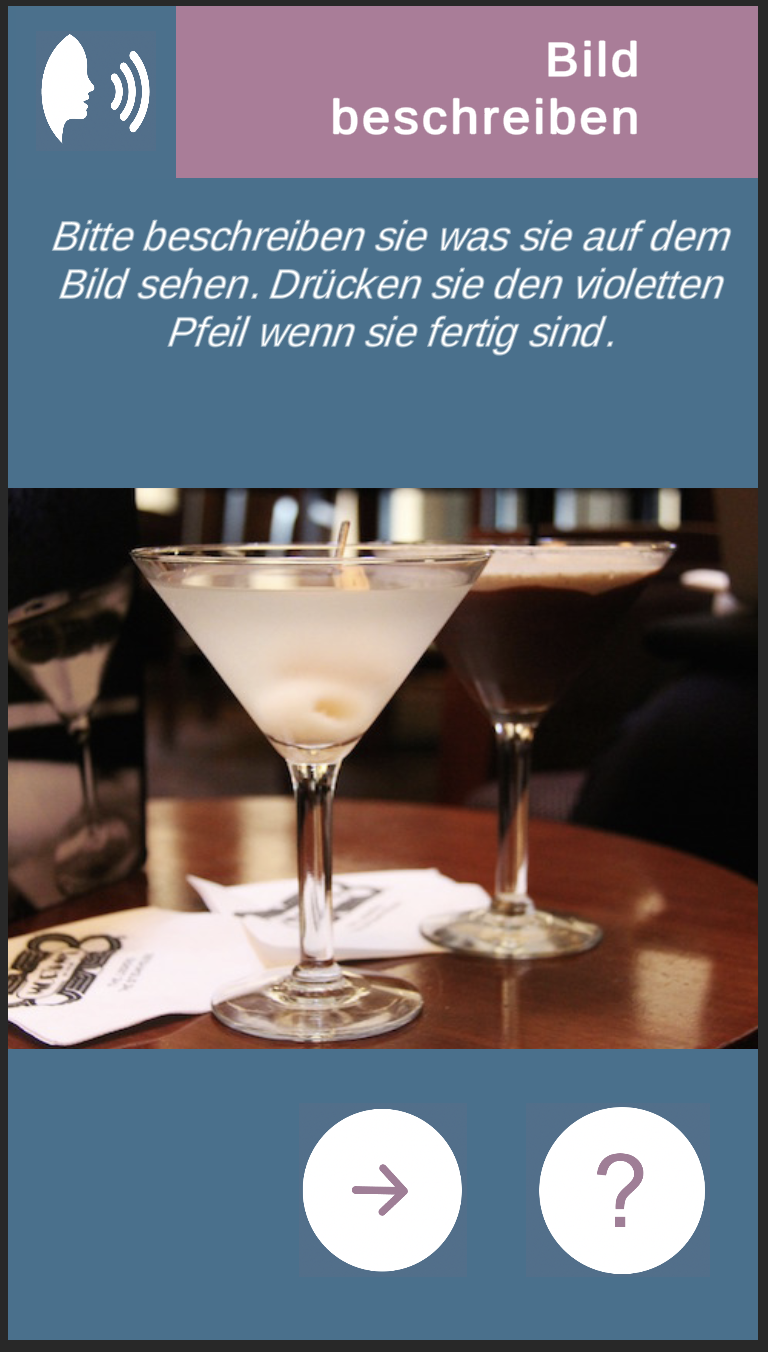 Bild
beschreiben
Bitte beschreiben sie was sie auf dem
Bild sehen. Drücken sie den violetten
Pfeil wenn sie fertig sind.
?